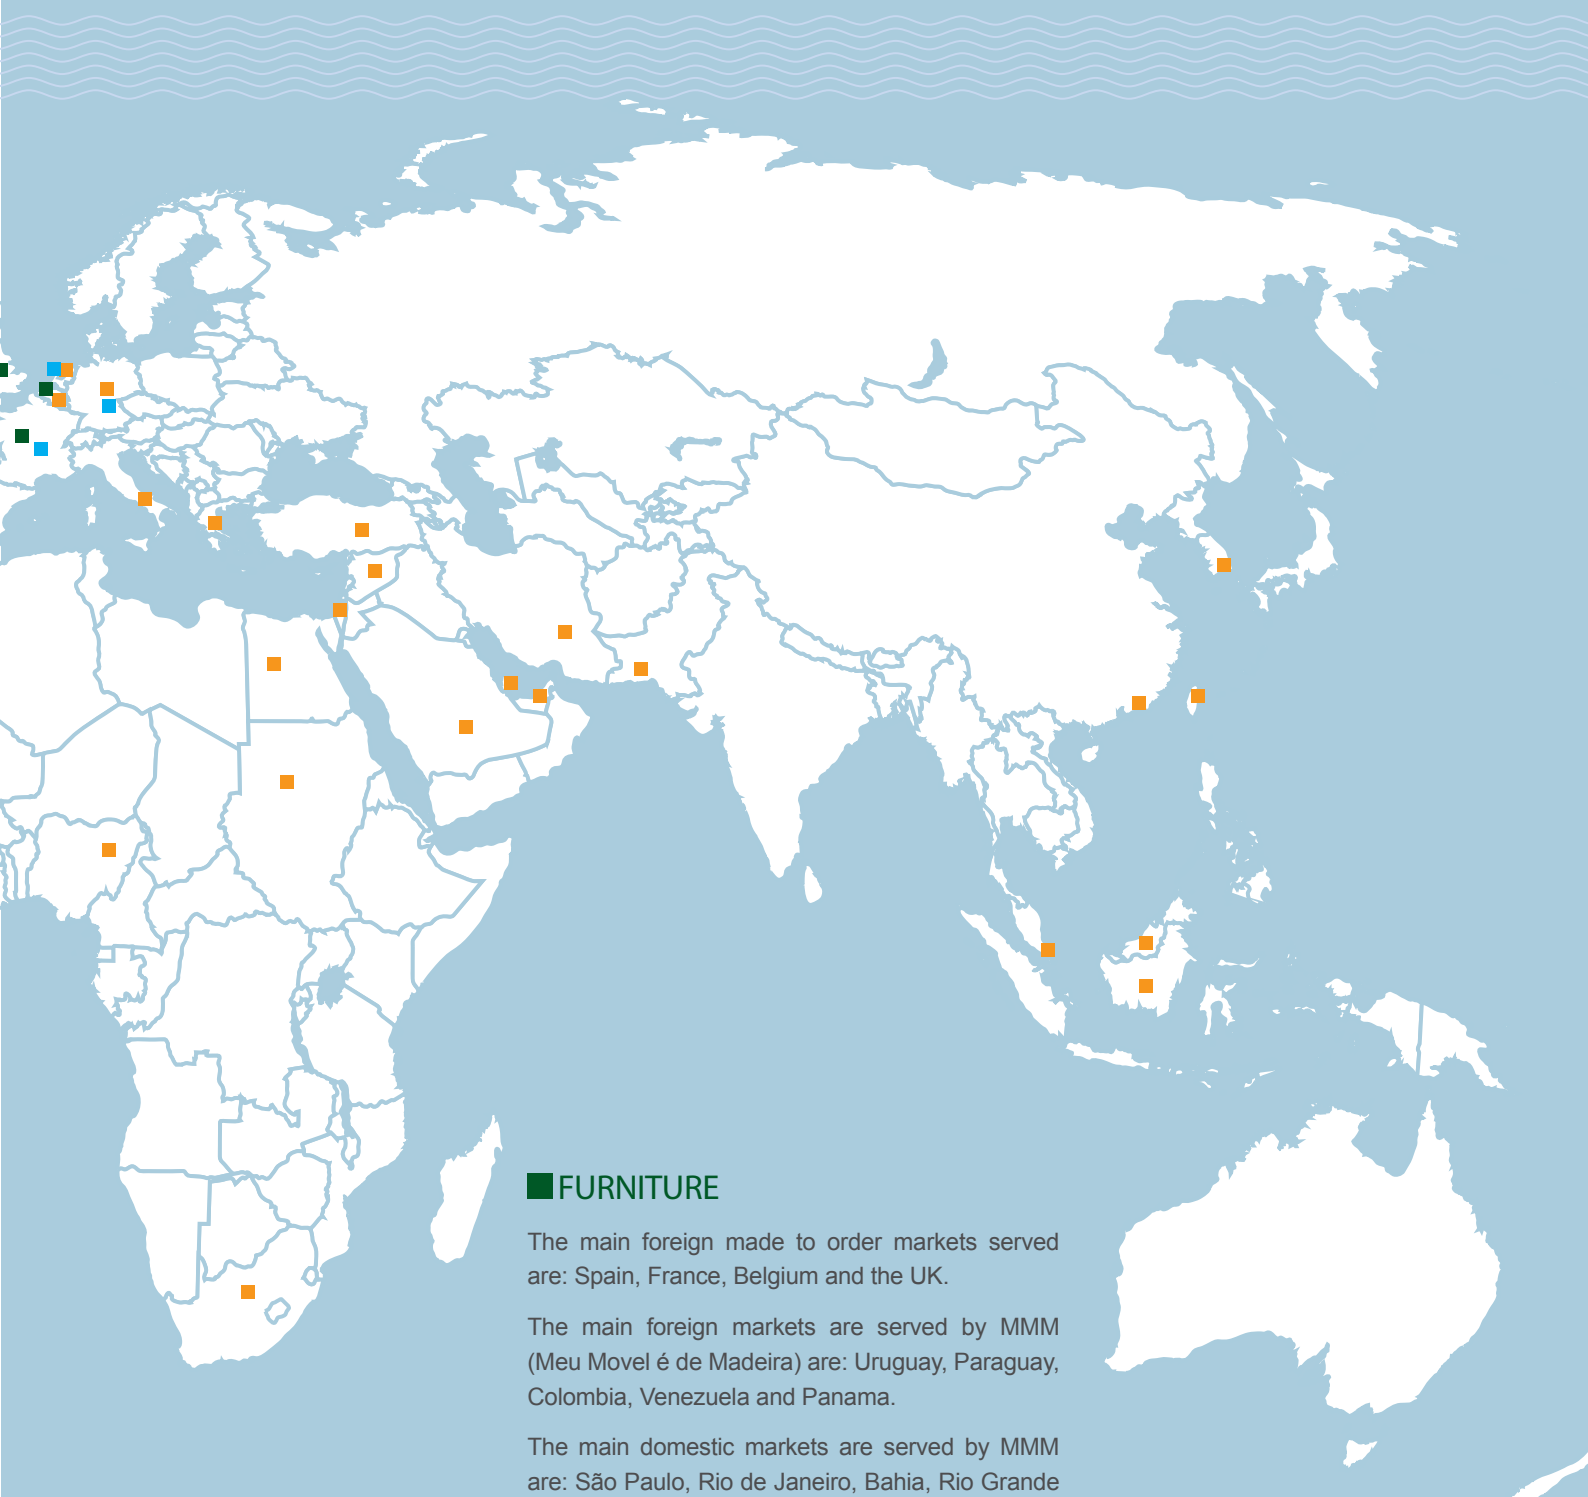 FURNITURE
The main foreign made to order markets served
are: Spain, France, Belgium and the UK.
The main foreign markets are served by MMM
(Meu Movel é de Madeira) are: Uruguay, Paraguay,
Colombia, Venezuela and Panama.
The main domestic markets are served by MMM
are: São Paulo, Rio de Janeiro, Bahia, Rio Grande